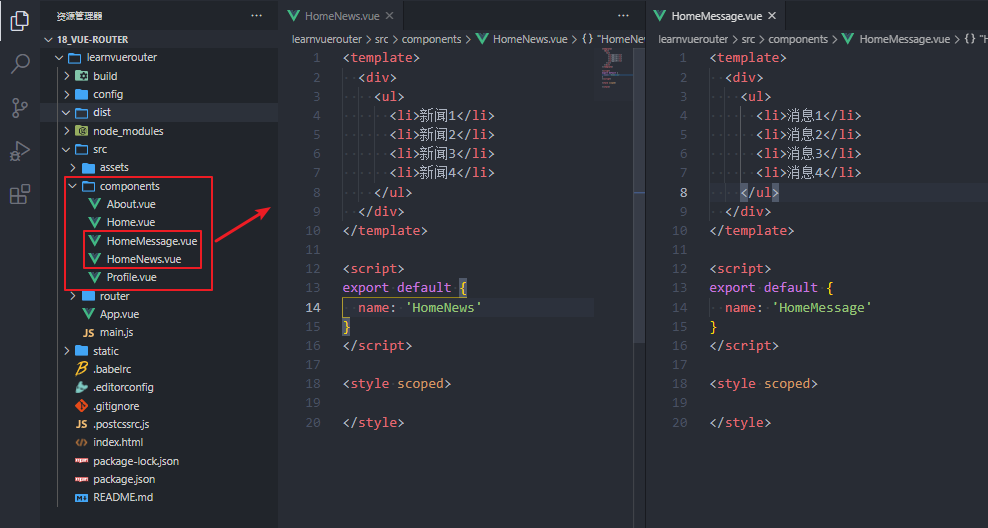 资源管理器 ···
18_VUE-ROUTER
learnvuerouter
build
config
dist
node_modules
src
assets
components
About.vue
Home.vue
HomeMessage.vue
HomeNews.vue
Profile.vue
router
App.vue
JS main.js
static
.babelrc
.editorconfig
.gitignore
JS .postcssrc.js
<> index.html
package-lock.json
package.json
README.md
HomeNews.vue × ···
learnvuerouter > src > components > HomeNews.vue > {} "HomeNew
1 <template>
2 <div>
3 <ul>
4 <li>新闻1</li>
5 <li>新闻2</li>
6 <li>新闻3</li>
7 <li>新闻4</li>
8 </ul>
9 </div>
10 </template>
11
12 <script>
13 export default {
14 name: 'HomeNews'
15 }
16 </script>
17
18 <style scoped>
19
20 </style>
HomeMessage.vue ×
learnvuerouter > src > components > HomeMessage.vue > {} "H
1 <template>
2 <div>
3 <ul>
4 <li>消息1</li>
5 <li>消息2</li>
6 <li>消息3</li>
7 <li>消息4</li>
8 </ul>
9 </div>
10 </template>
11
12 <script>
13 export default {
14 name: 'HomeMessage'
15 }
16 </script>
17
18 <style scoped>
19
20 </style>